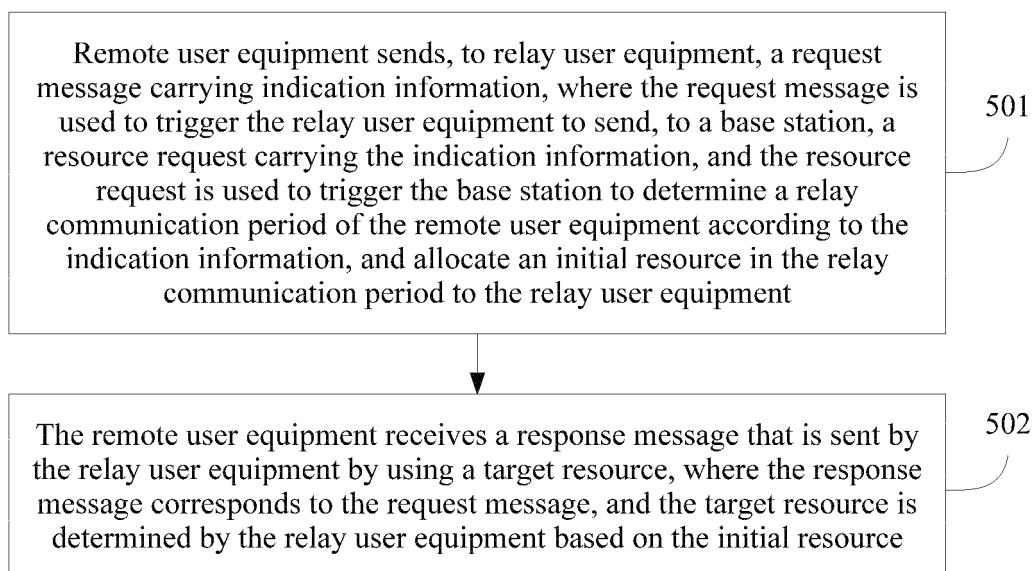 Remote user equipment sends, to relay user equipment, a request
message carrying indication information, where the request message is
used to trigger the relay user equipment to send, to a base station, a
resource request carrying the indication information, and the resource
request is used to trigger the base station to determine a relay
communication period of the remote user equipment according to the
indication information, and allocate an initial resource in the relay
communication period to the relay user equipment
501
The remote user equipment receives a response message that is sent by
the relay user equipment by using a target resource, where the response
message corresponds to the request message, and the target resource is
determined by the relay user equipment based on the initial resource
502